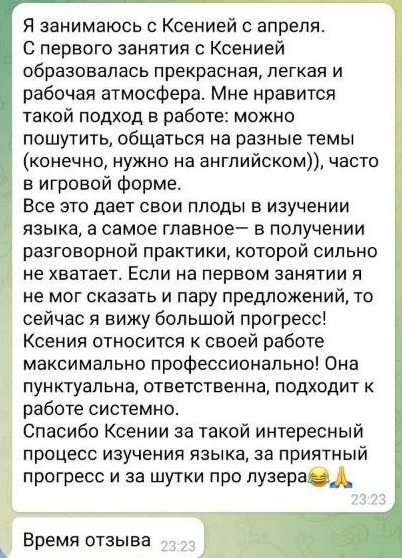 Я занимаюсь с Ксенией с апреля.
С первого занятия с Ксенией
образовалась прекрасная, легкая и
рабочая атмосфера. Мне нравится
такой подход в работе: можно
пошутить, общаться на разные темы
(конечно, нужно на английском)), часто
в игровой форме.
Все это дает свои плоды в изучении
языка, а самое главное— в получении
разговорной практики, которой сильно
не хватает. Если на первом занятии я
не мог сказать и пару предложений, то
сейчас я вижу большой прогресс!
Ксения относится к своей работе
максимально профессионально! Она
пунктуальна, ответственна, подходит к
работе системно.
Спасибо Ксении за такой интересный
процесс изучения языка, за приятный
прогресс и за шутки про лузера😂🙏
23:23
Время отзыва 23:23